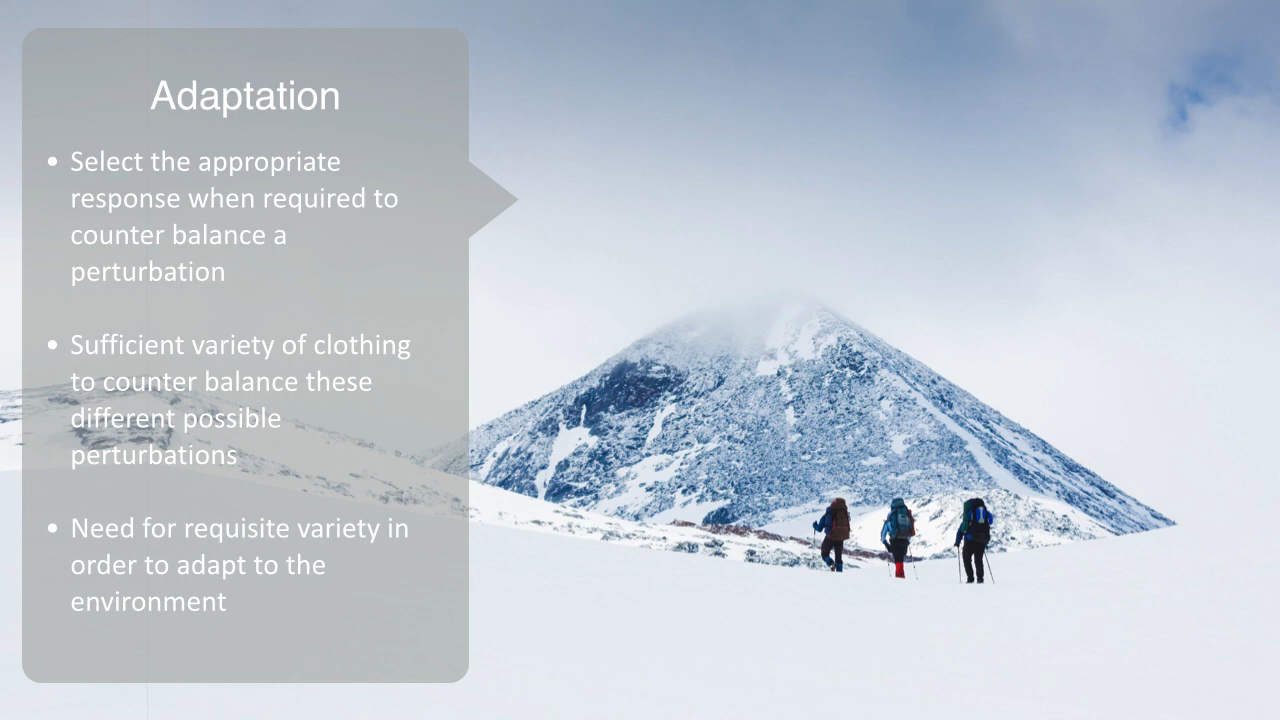 Adaptation
• Select the appropriate
response when required to
counter balance a
perturbation
• Sufficient variety of clothing
to counter balance these
different possible
perturbations
• Need for requisite variety in
order to adapt to the
environment